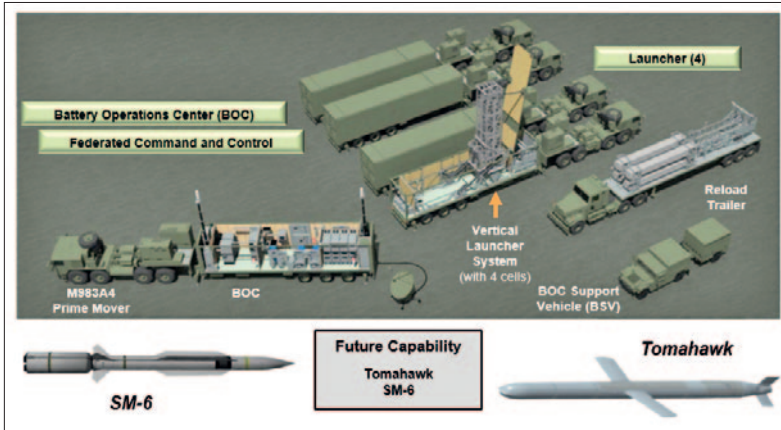 Launcher (4)
Battery Operations Center (BOC)
Federated Command and Control
Reload
Trailer
Vertical
Launcher
System
(with 4 cells)
M983A4
Prime Mover
BOC
BOC Support
Vehicle (BSV)
SM-6
Future Capability
Tomahawk
SM-6
Tomahawk